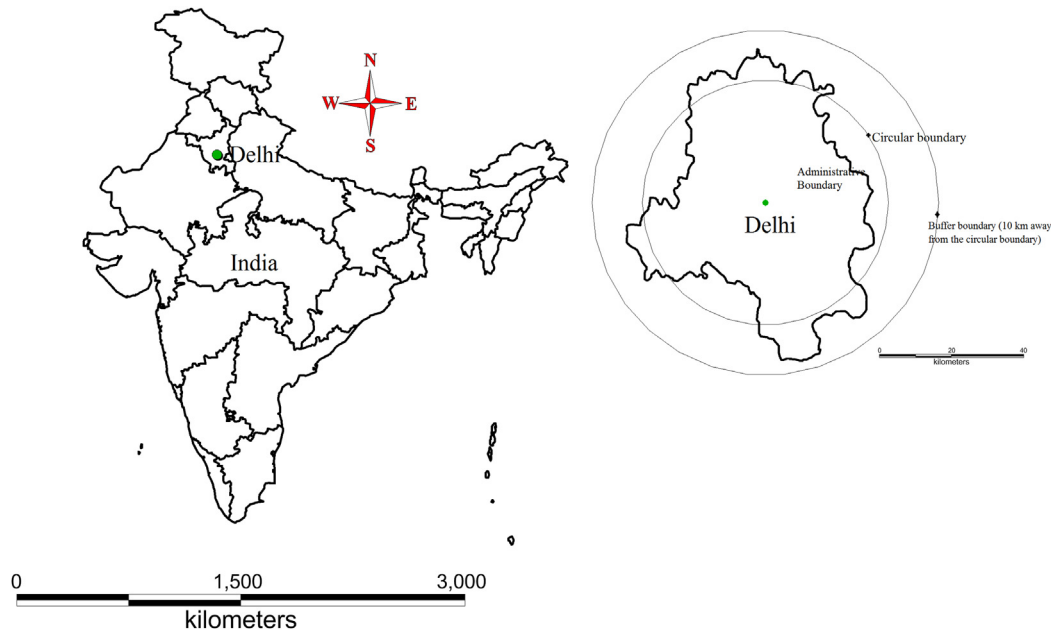 N
W E
S
Delhi
India
0 1,500 3,000
kilometers
Circular boundary
Administrative
Boundary
Delhi
Buffer boundary (10 km away
from the circular boundary)
0 20 40
kilometers